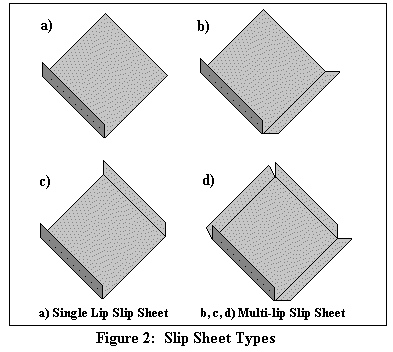 a)
b)
c)
d)
a) Single Lip Slip Sheet
b, c, d) Multi-lip Slip Sheet
Figure 2: Slip Sheet Types